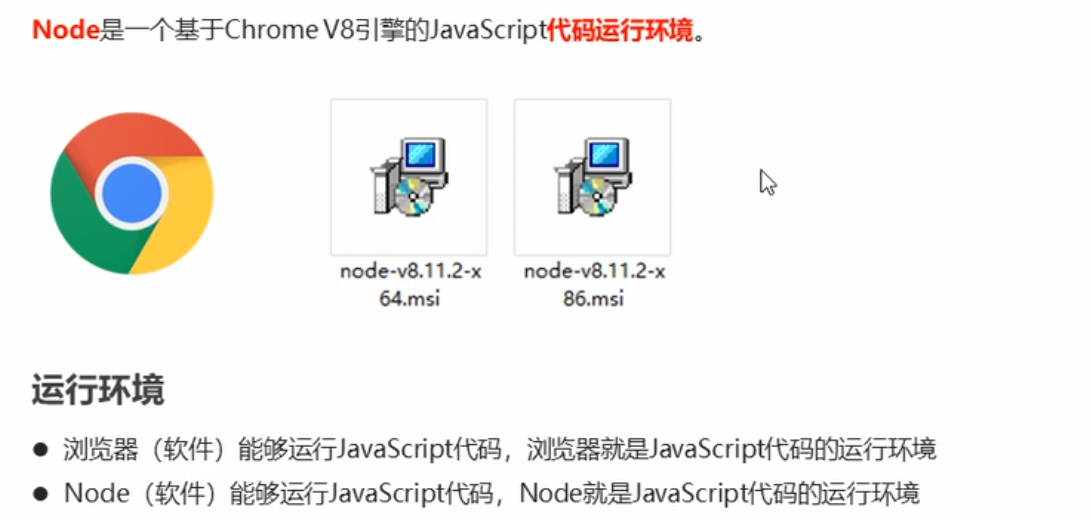 Node是一个基于Chrome V8引擎的JavaScript代码运行环境。
node-v8.11.2-x
64.msi
node-v8.11.2-x
86.msi
运行环境
● 浏览器（软件）能够运行JavaScript代码，浏览器就是JavaScript代码的运行环境
● Node（软件）能够运行JavaScript代码，Node就是JavaScript代码的运行环境